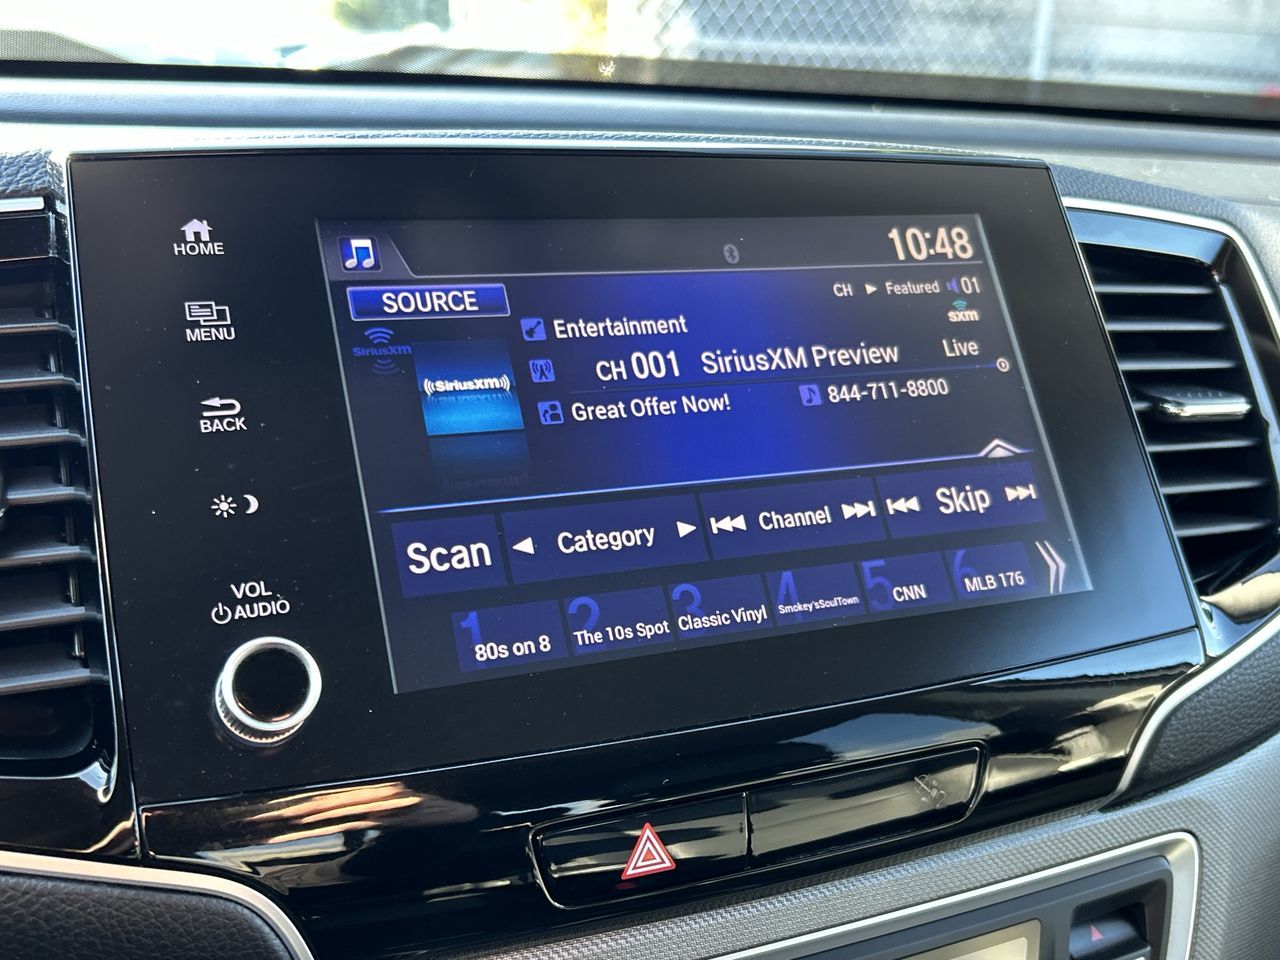 HOME
MENU
BACK
VOL
AUDIO
10:48
SOURCE
CH ► Featured 01
sxm
SiriusXM
((SiriusXM))
Entertainment
CH 001 SiriusXM Preview Live
Great Offer Now! 844-711-8800
Scan ◄ Category ► Channel Skip
1 80s on 8
2 The 10s Spot
3 Classic Vinyl
4 Smokey'sSoulTown
5 CNN
6 MLB 176